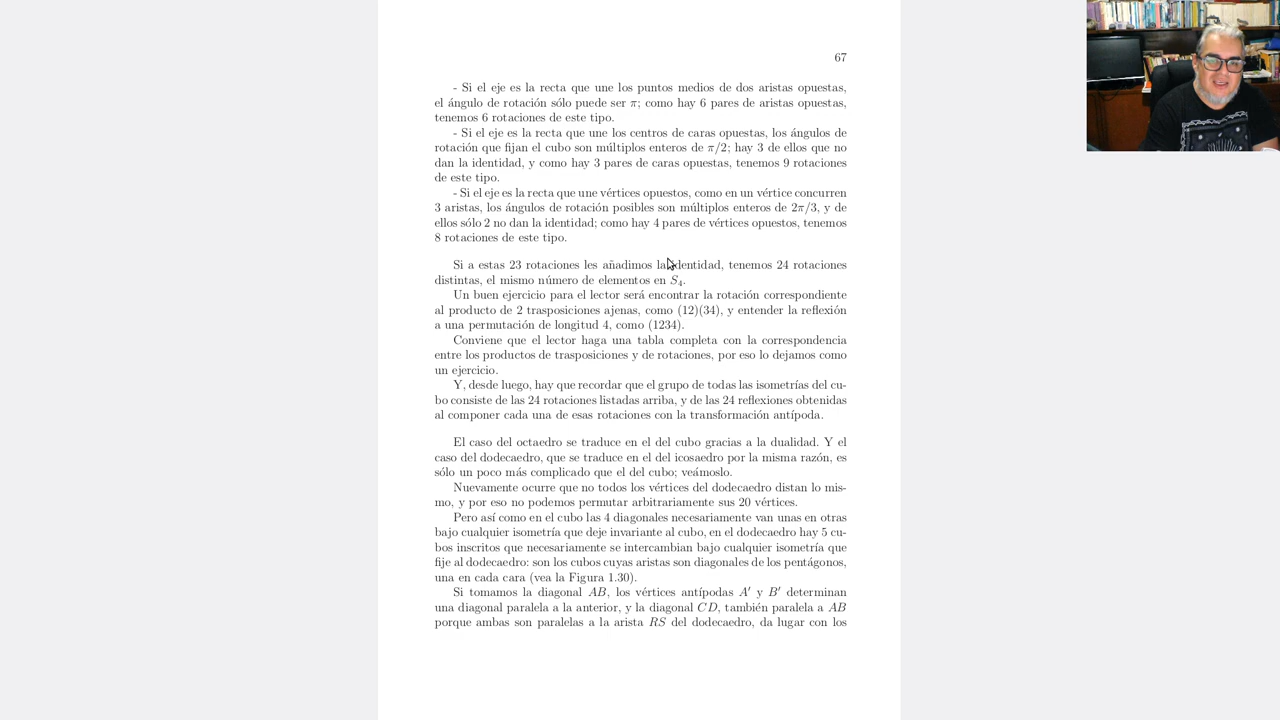 67
- Si el eje es la recta que une los puntos medios de dos aristas opuestas,
el ángulo de rotación sólo puede ser π; como hay 6 pares de aristas opuestas,
tenemos 6 rotaciones de este tipo.
- Si el eje es la recta que une los centros de caras opuestas, los ángulos de
rotación que fijan el cubo son múltiplos enteros de π/2; hay 3 de ellos que no
dan la identidad, y como hay 3 pares de caras opuestas, tenemos 9 rotaciones
de este tipo.
- Si el eje es la recta que une vértices opuestos, como en un vértice concurren
3 aristas, los ángulos de rotación posibles son múltiplos enteros de 2π/3, y de
ellos sólo 2 no dan la identidad; como hay 4 pares de vértices opuestos, tenemos
8 rotaciones de este tipo.
Si a estas 23 rotaciones les añadimos la identidad, tenemos 24 rotaciones
distintas, el mismo número de elementos en S₄.
Un buen ejercicio para el lector será encontrar la rotación correspondiente
al producto de 2 trasposiciones ajenas, como (12)(34), y entender la reflexión
a una permutación de longitud 4, como (1234).
Conviene que el lector haga una tabla completa con la correspondencia
entre los productos de trasposiciones y de rotaciones, por eso lo dejamos como
un ejercicio.
Y, desde luego, hay que recordar que el grupo de todas las isometrías del cu-
bo consiste de las 24 rotaciones listadas arriba, y de las 24 reflexiones obtenidas
al componer cada una de esas rotaciones con la transformación antípoda.
El caso del octaedro se traduce en el del cubo gracias a la dualidad. Y el
caso del dodecaedro, que se traduce en el del icosaedro por la misma razón, es
sólo un poco más complicado que el del cubo; veámoslo.
Nuevamente ocurre que no todos los vértices del dodecaedro distan lo mis-
mo, y por eso no podemos permutar arbitrariamente sus 20 vértices.
Pero así como en el cubo las 4 diagonales necesariamente van unas en otras
bajo cualquier isometría que deje invariante al cubo, en el dodecaedro hay 5 cu-
bos inscritos que necesariamente se intercambian bajo cualquier isometría que
fije al dodecaedro: son los cubos cuyas aristas son diagonales de los pentágonos,
una en cada cara (vea la Figura 1.30).
Si tomamos la diagonal AB, los vértices antípodas A′ y B′ determinan
una diagonal paralela a la anterior, y la diagonal CD, también paralela a AB
porque ambas son paralelas a la arista RS del dodecaedro, da lugar con los